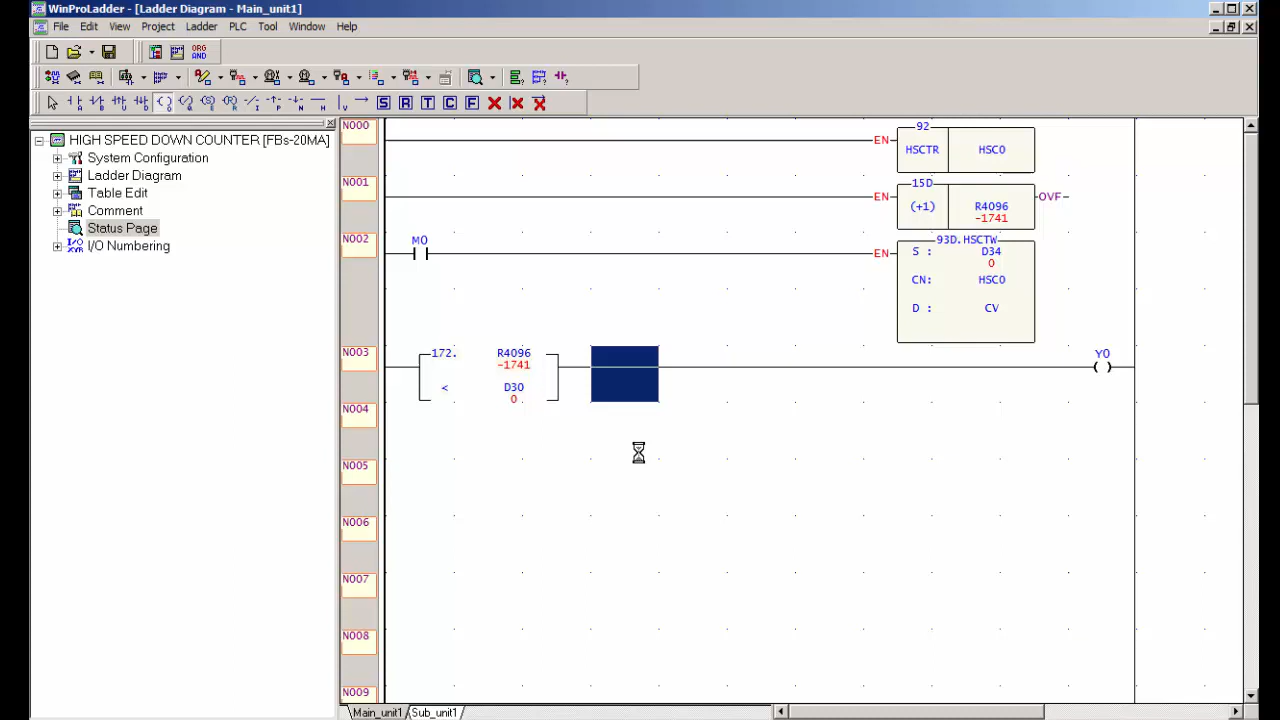 WinProLadder - [Ladder Diagram - Main_unit1]
File Edit View Project Ladder PLC Tool Window Help
ORG
AND
S R T C F
HIGH SPEED DOWN COUNTER [FBs-20MA]
System Configuration
Ladder Diagram
Table Edit
Comment
Status Page
I/O Numbering
N000
92
EN HSCTR HSC0
N001
15D
EN (+1) R4096 OVF
-1741
N002
M0
93D.HSCTW
EN S : D34
0
CN: HSC0
D : CV
N003
172. R4096
-1741
< D30
0
Y0
N004
N005
N006
N007
N008
N009
Main_unit1 Sub_unit1